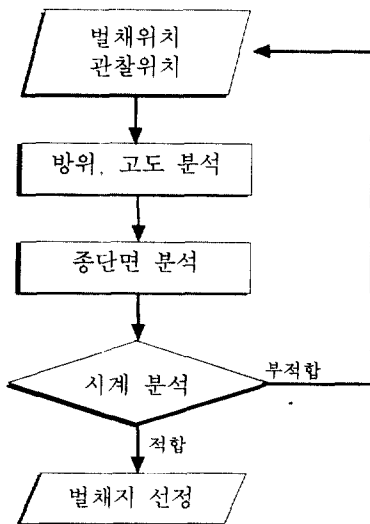 벌채위치
관찰위치
방위, 고도 분석
종단면 분석
시계 분석
부적합
적합
벌채지 선정